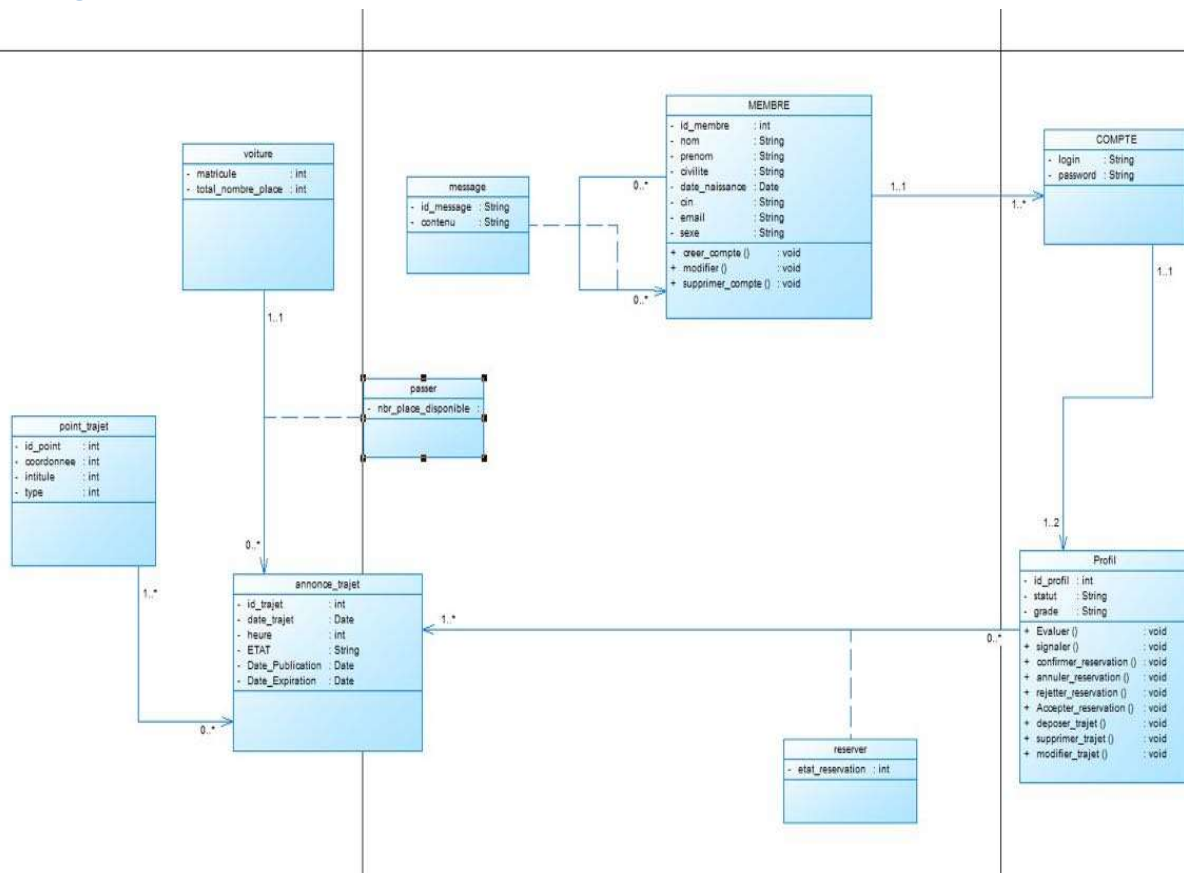 voiture
- matricule : int
- total_nombre_place : int
message
- id_message : String
- contenu : String
MEMBRE
- id_membre : int
- nom : String
- prenom : String
- civilite : String
- date_naissance : Date
- cin : String
- email : String
- sexe : String
+ creer_compte () : void
+ modifier () : void
+ supprimer_compte () : void
COMPTE
- login : String
- password : String
0..*
0..*
1..1
1..*
1..1
1..1
passer
- nbr_place_disponible :
point_trajet
- id_point : int
- coordonnee : int
- intitule : int
- type : int
0..*
1..*
0..*
annonce_trajet
- id_trajet : int
- date_trajet : Date
- heure : int
- ETAT : String
- Date_Publication : Date
- Date_Expiration : Date
1..*
0..*
1..2
Profil
- id_profil : int
- statut : String
- grade : String
+ Evaluer () : void
+ signaler () : void
+ confirmer_reservation () : void
+ annuler_reservation () : void
+ rejetter_reservation () : void
+ Accepter_reservation () : void
+ deposer_trajet () : void
+ supprimer_trajet () : void
+ modifier_trajet () : void
reserver
- etat_reservation : int